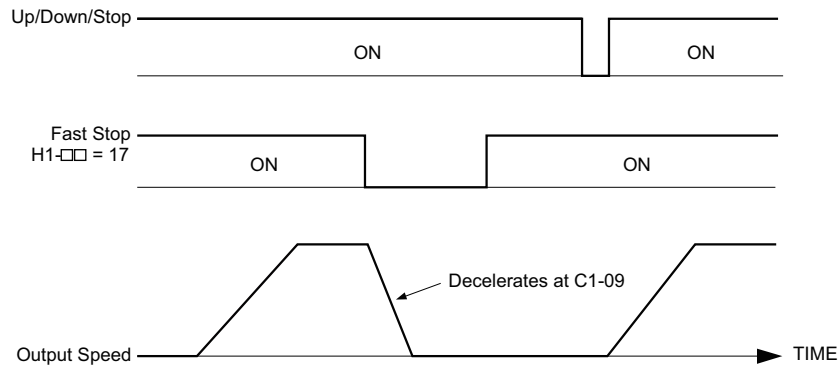 Up/Down/Stop
ON
ON
Fast Stop
H1-□□ = 17
ON
ON
Decelerates at C1-09
Output Speed
TIME